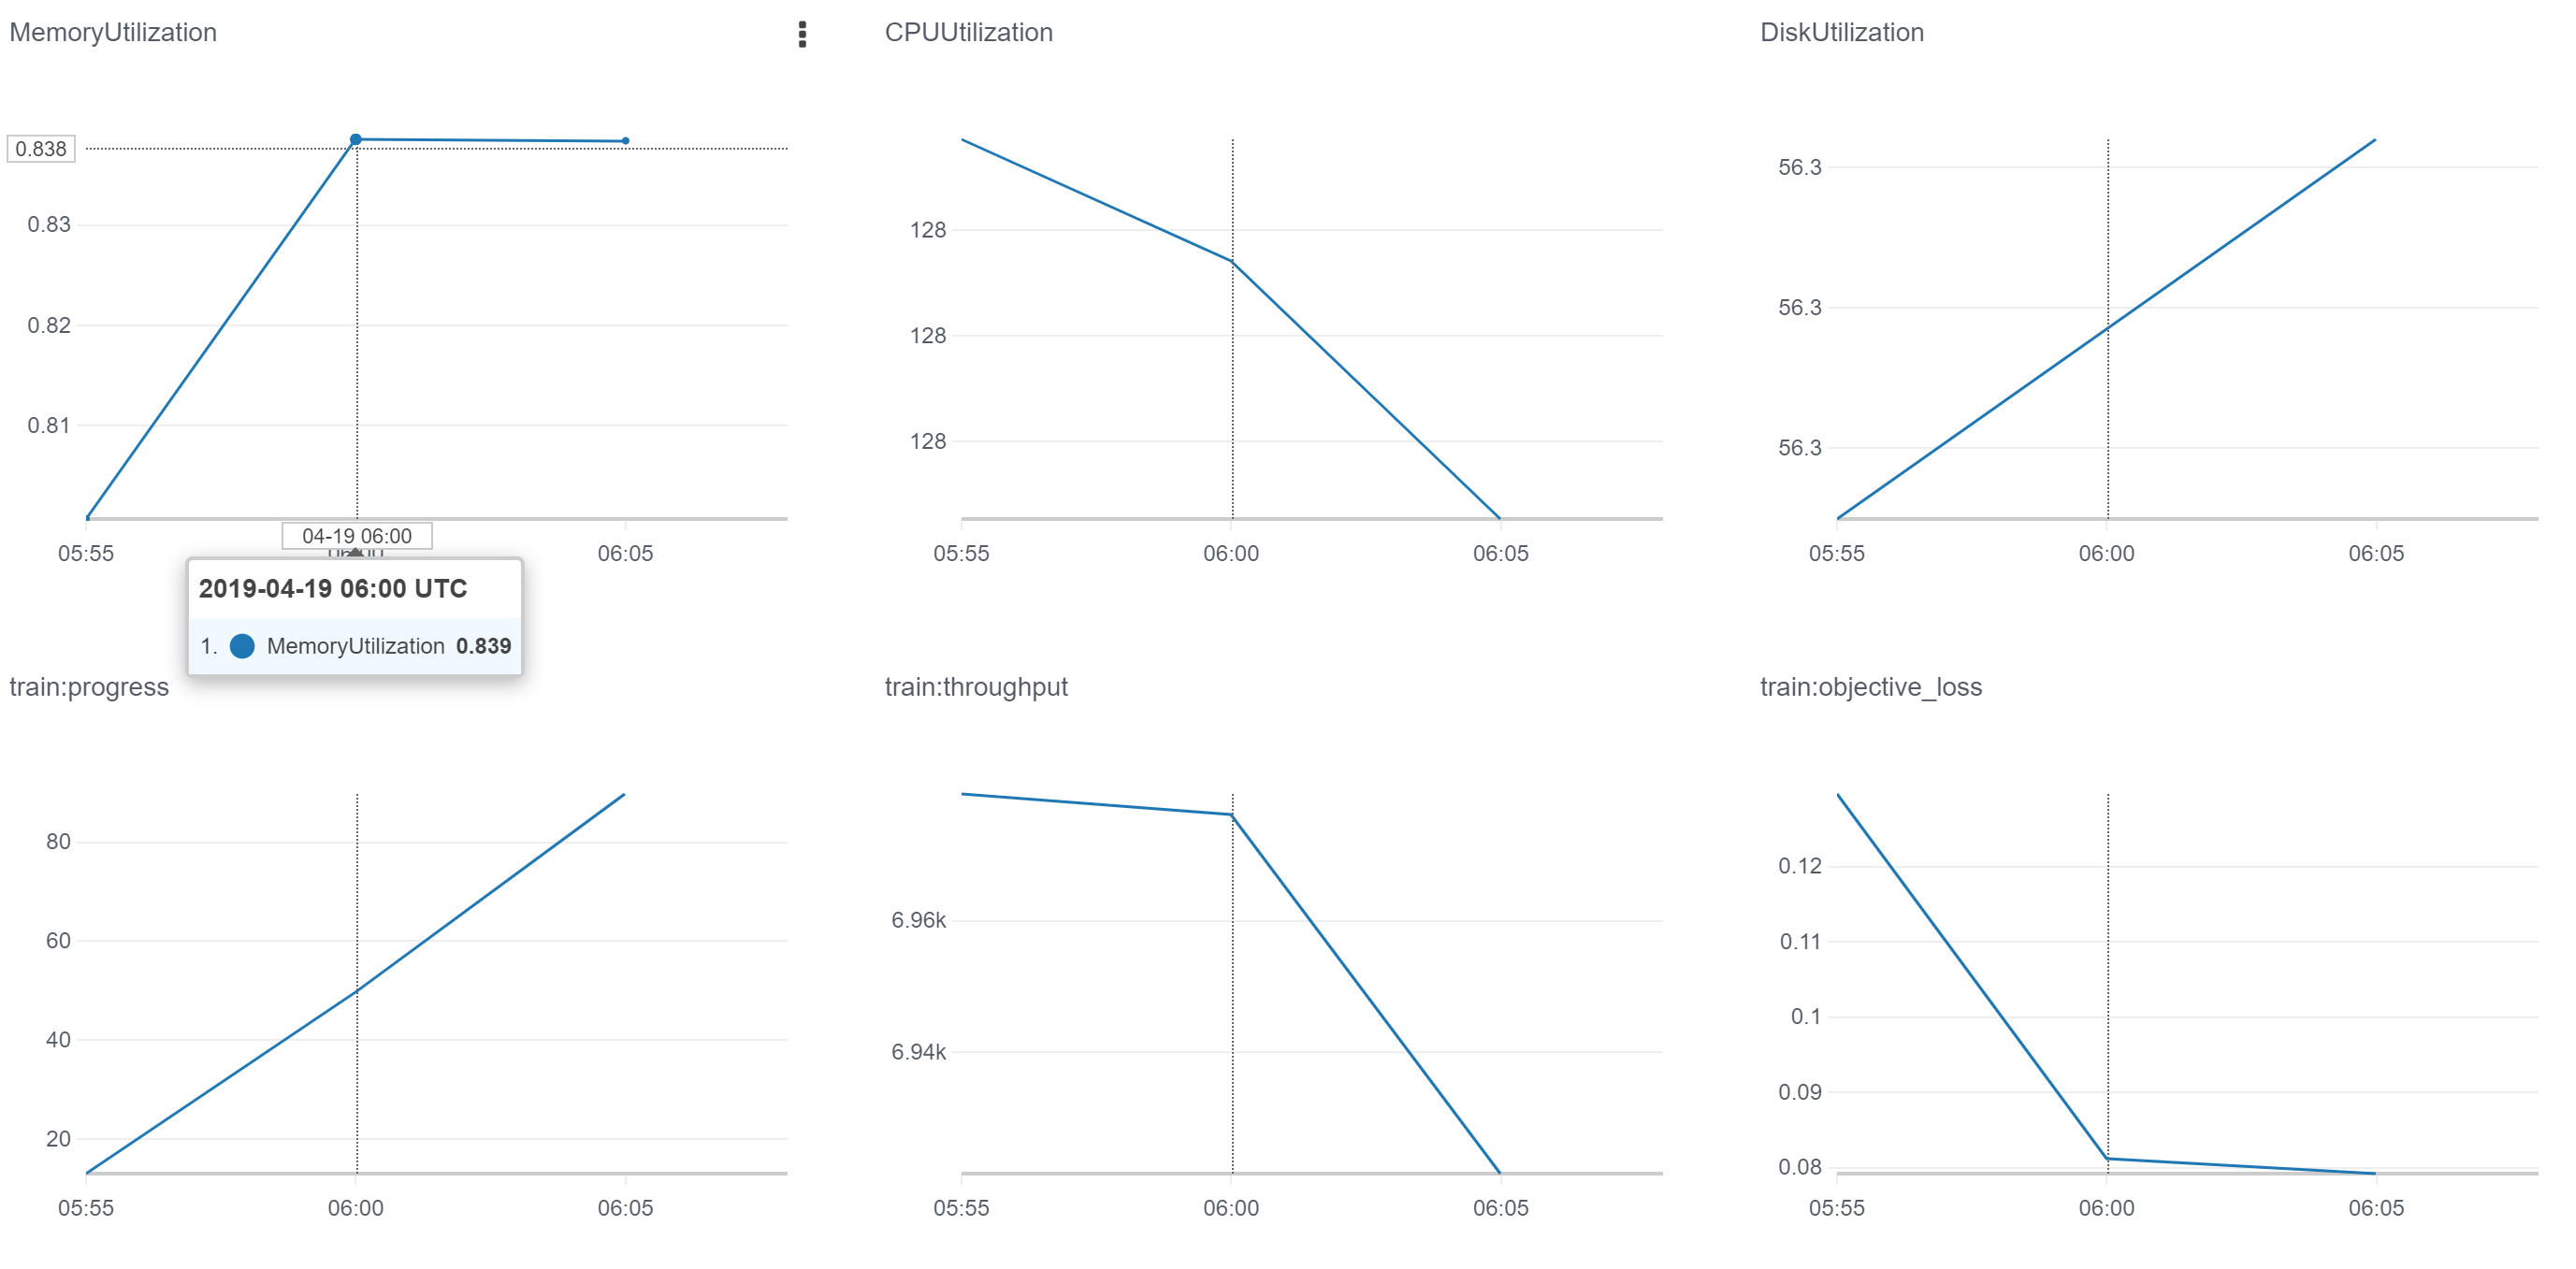 MemoryUtilization
0.838
0.83
0.82
0.81
05:55
04-19 06:00
06:05
2019-04-19 06:00 UTC
1. MemoryUtilization 0.839
CPUUtilization
128
128
128
05:55 06:00 06:05
DiskUtilization
56.3
56.3
56.3
05:55 06:00 06:05
train:progress
80
60
40
20
05:55 06:00 06:05
train:throughput
6.96k
6.94k
05:55 06:00 06:05
train:objective_loss
0.12
0.11
0.1
0.09
0.08
05:55 06:00 06:05